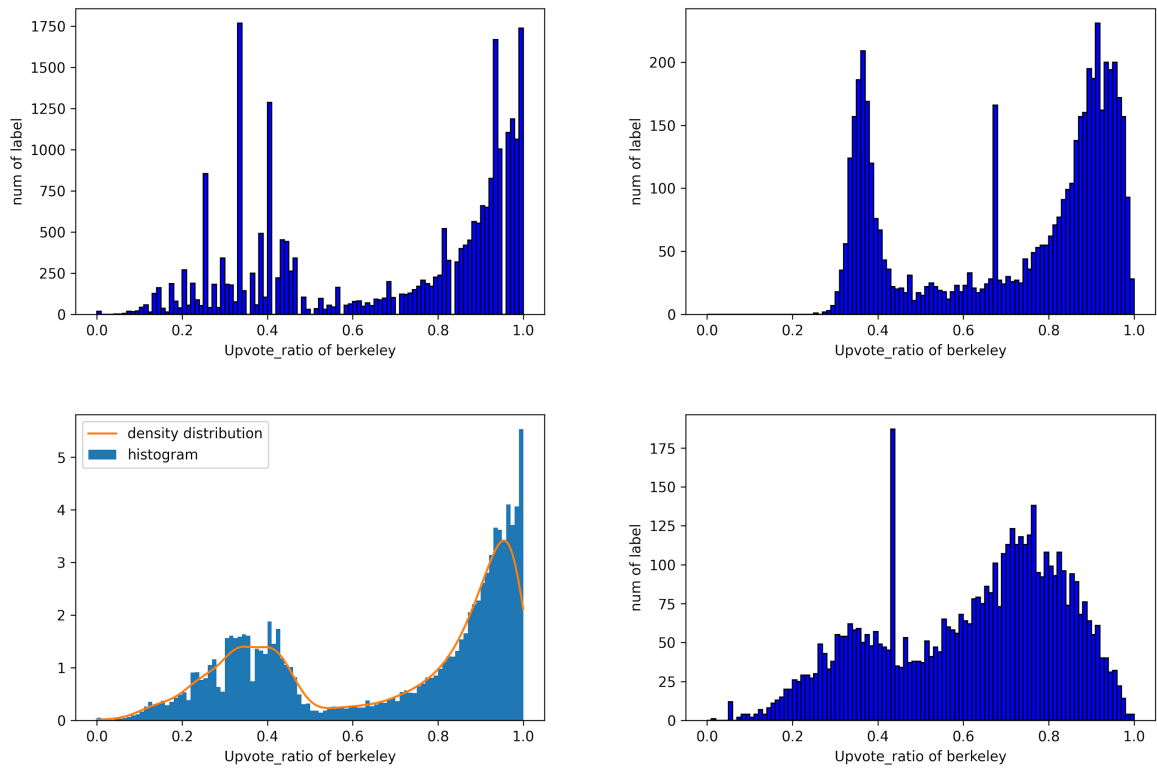 1750
1500
1250
1000
750
500
250
0
num of label
0.0 0.2 0.4 0.6 0.8 1.0
Upvote_ratio of berkeley
200
150
100
50
0
num of label
0.0 0.2 0.4 0.6 0.8 1.0
Upvote_ratio of berkeley
density distribution
histogram
5
4
3
2
1
0
0.0 0.2 0.4 0.6 0.8 1.0
Upvote_ratio of berkeley
175
150
125
100
75
50
25
0
num of label
0.0 0.2 0.4 0.6 0.8 1.0
Upvote_ratio of berkeley